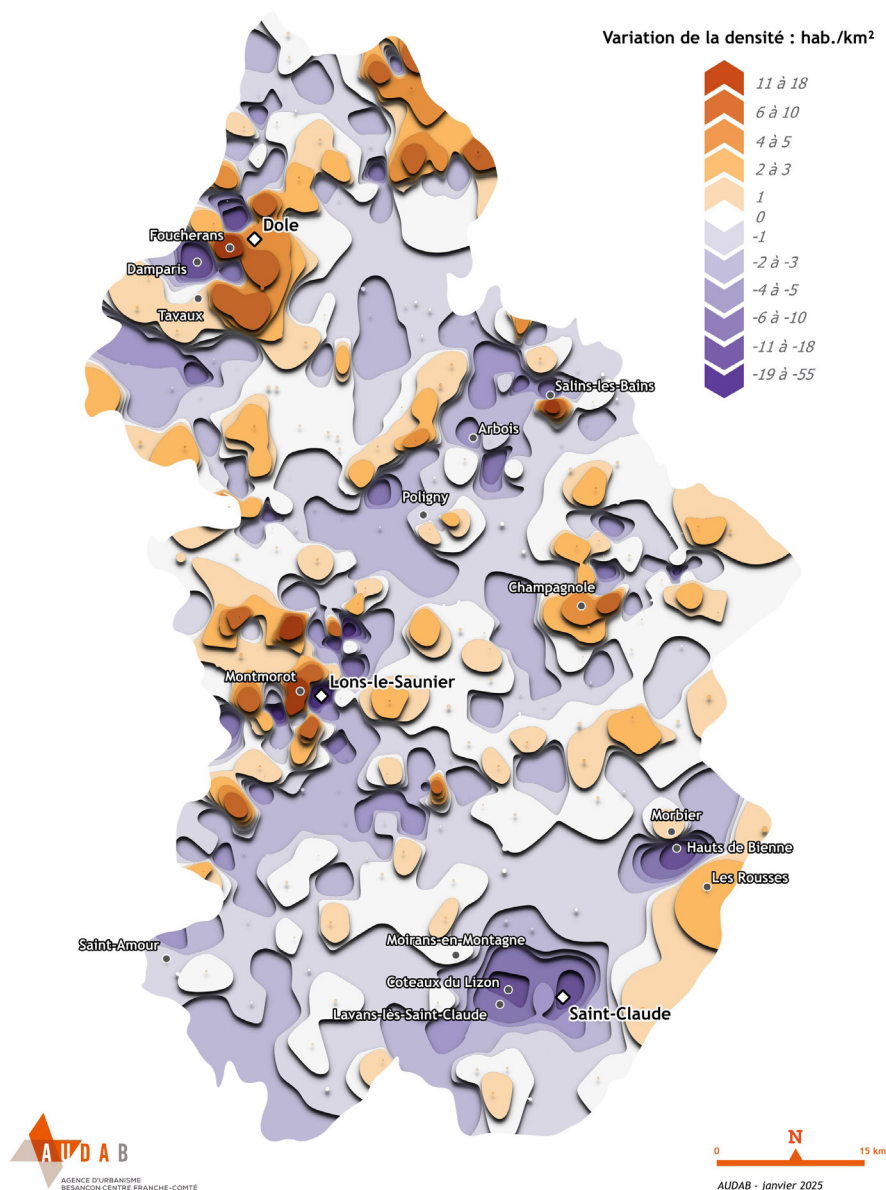 Variation de la densité : hab./km²
11 à 18
6 à 10
4 à 5
2 à 3
1
0
-1
-2 à -3
-4 à -5
-6 à -10
-11 à -18
-19 à -55
Dole
Foucherans
Damparis
Tavaux
Salins-les-Bains
Arbois
Poligny
Champagnole
Montmorot
Lons-le-Saunier
Morbier
Hauts de Bienne
Les Rousses
Saint-Amour
Moirans-en-Montagne
Coteaux du Lizon
Lavans-lès-Saint-Claude
Saint-Claude
AUDAB
AGENCE D'URBANISME
BESANCON CENTRE FRANCHE-COMTÉ
N
0
15 km
AUDAB - janvier 2025